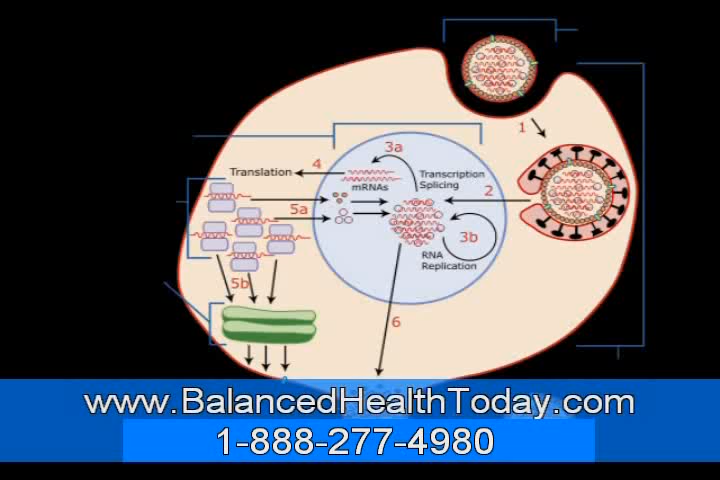 1
3a
4
Translation
mRNAs
Transcription
Splicing
2
5a
3b
RNA
Replication
5b
6
www.BalancedHealthToday.com
1-888-277-4980